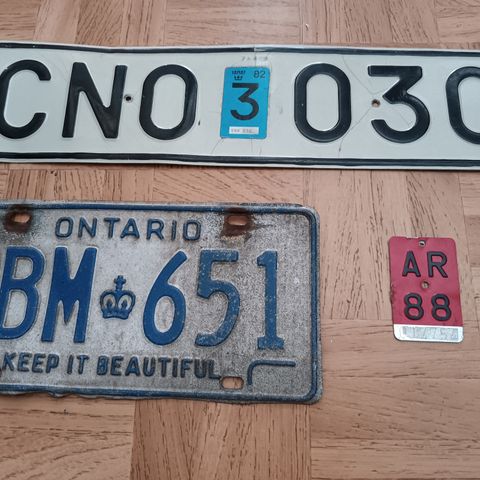 CNO 82 3 030
ONTARIO
BM 651
KEEP IT BEAUTIFUL
AR
88